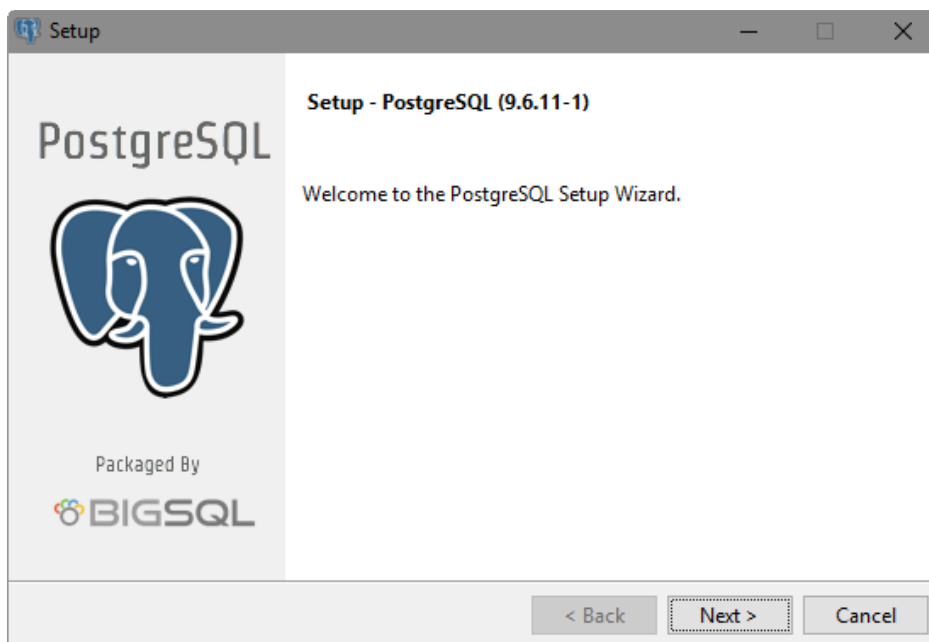 Setup
Setup - PostgreSQL (9.6.11-1)
PostgreSQL
Welcome to the PostgreSQL Setup Wizard.
Packaged By
BIGSQL
< Back
Next >
Cancel